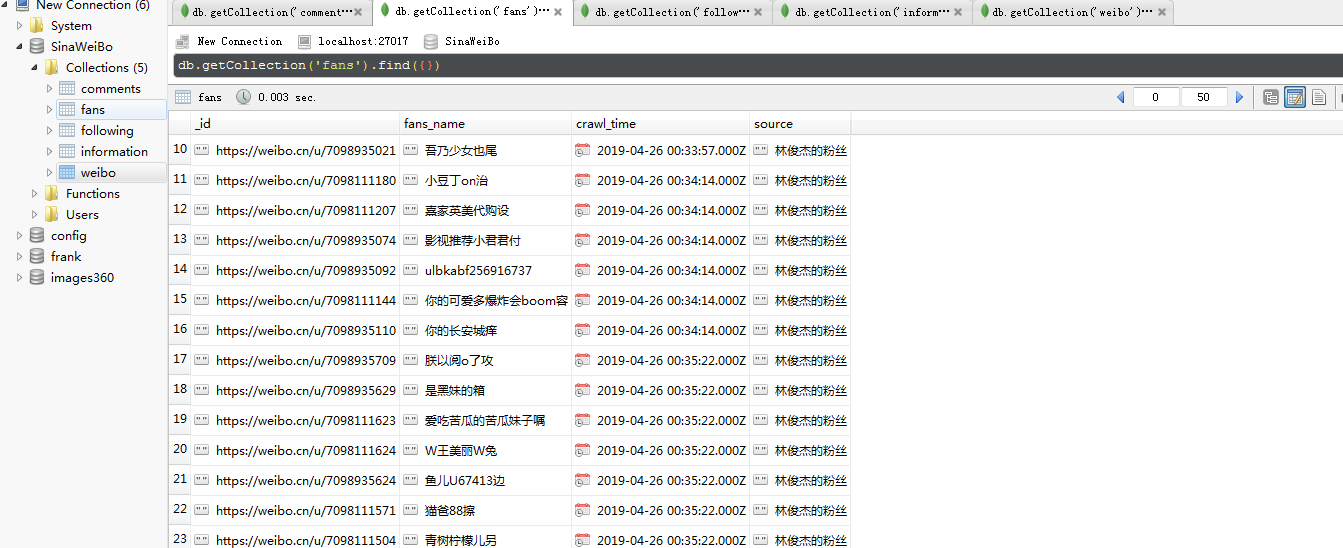 New Connection (6)
System
SinaWeiBo
Collections (5)
comments
fans
following
information
weibo
Functions
Users
config
frank
images360
db.getCollection('comment··· db.getCollection('fans')··· db.getCollection('follow··· db.getCollection('inform··· db.getCollection('weibo')···
New Connection localhost:27017 SinaWeiBo
db.getCollection('fans').find({})
fans 0.003 sec. 0 50
_id fans_name crawl_time source
10 https://weibo.cn/u/7098935021 吾乃少女也尾 2019-04-26 00:33:57.000Z 林俊杰的粉丝
11 https://weibo.cn/u/7098111180 小豆丁on治 2019-04-26 00:34:14.000Z 林俊杰的粉丝
12 https://weibo.cn/u/7098111207 嘉家英美代购设 2019-04-26 00:34:14.000Z 林俊杰的粉丝
13 https://weibo.cn/u/7098935074 影视推荐小君君付 2019-04-26 00:34:14.000Z 林俊杰的粉丝
14 https://weibo.cn/u/7098935092 ulbkabf256916737 2019-04-26 00:34:14.000Z 林俊杰的粉丝
15 https://weibo.cn/u/7098111144 你的可爱多爆炸会boom容 2019-04-26 00:34:14.000Z 林俊杰的粉丝
16 https://weibo.cn/u/7098935110 你的长安城痒 2019-04-26 00:34:14.000Z 林俊杰的粉丝
17 https://weibo.cn/u/7098935709 朕以阅o了攻 2019-04-26 00:35:22.000Z 林俊杰的粉丝
18 https://weibo.cn/u/7098935629 是黑妹的箱 2019-04-26 00:35:22.000Z 林俊杰的粉丝
19 https://weibo.cn/u/7098111623 爱吃苦瓜的苦瓜妹子嘱 2019-04-26 00:35:22.000Z 林俊杰的粉丝
20 https://weibo.cn/u/7098111624 W王美丽W兔 2019-04-26 00:35:22.000Z 林俊杰的粉丝
21 https://weibo.cn/u/7098935624 鱼儿U67413边 2019-04-26 00:35:22.000Z 林俊杰的粉丝
22 https://weibo.cn/u/7098111571 猫爸88擦 2019-04-26 00:35:22.000Z 林俊杰的粉丝
23 https://weibo.cn/u/7098111504 青树柠檬儿另 2019-04-26 00:35:22.000Z 林俊杰的粉丝